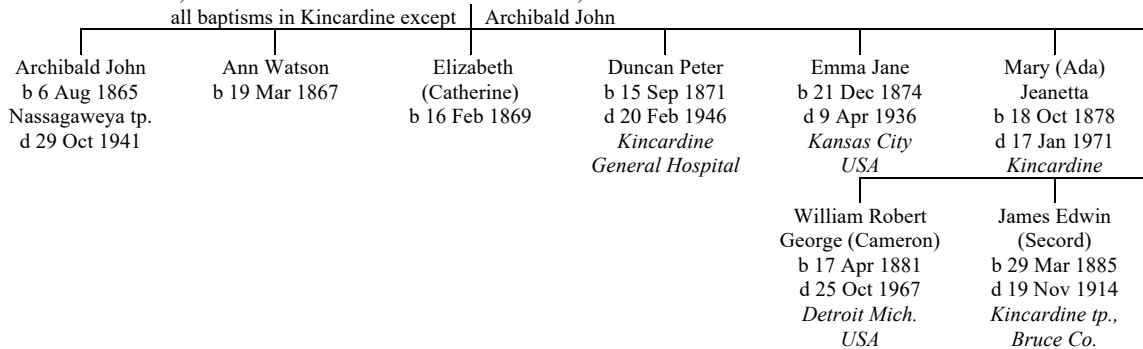 all baptisms in Kincardine except Archibald John
Archibald John
b 6 Aug 1865
Nassagaweya tp.
d 29 Oct 1941
Ann Watson
b 19 Mar 1867
Elizabeth
(Catherine)
b 16 Feb 1869
Duncan Peter
b 15 Sep 1871
d 20 Feb 1946
Kincardine
General Hospital
Emma Jane
b 21 Dec 1874
d 9 Apr 1936
Kansas City
USA
Mary (Ada)
Jeanetta
b 18 Oct 1878
d 17 Jan 1971
Kincardine
William Robert
George (Cameron)
b 17 Apr 1881
d 25 Oct 1967
Detroit Mich.
USA
James Edwin
(Secord)
b 29 Mar 1885
d 19 Nov 1914
Kincardine tp.,
Bruce Co.